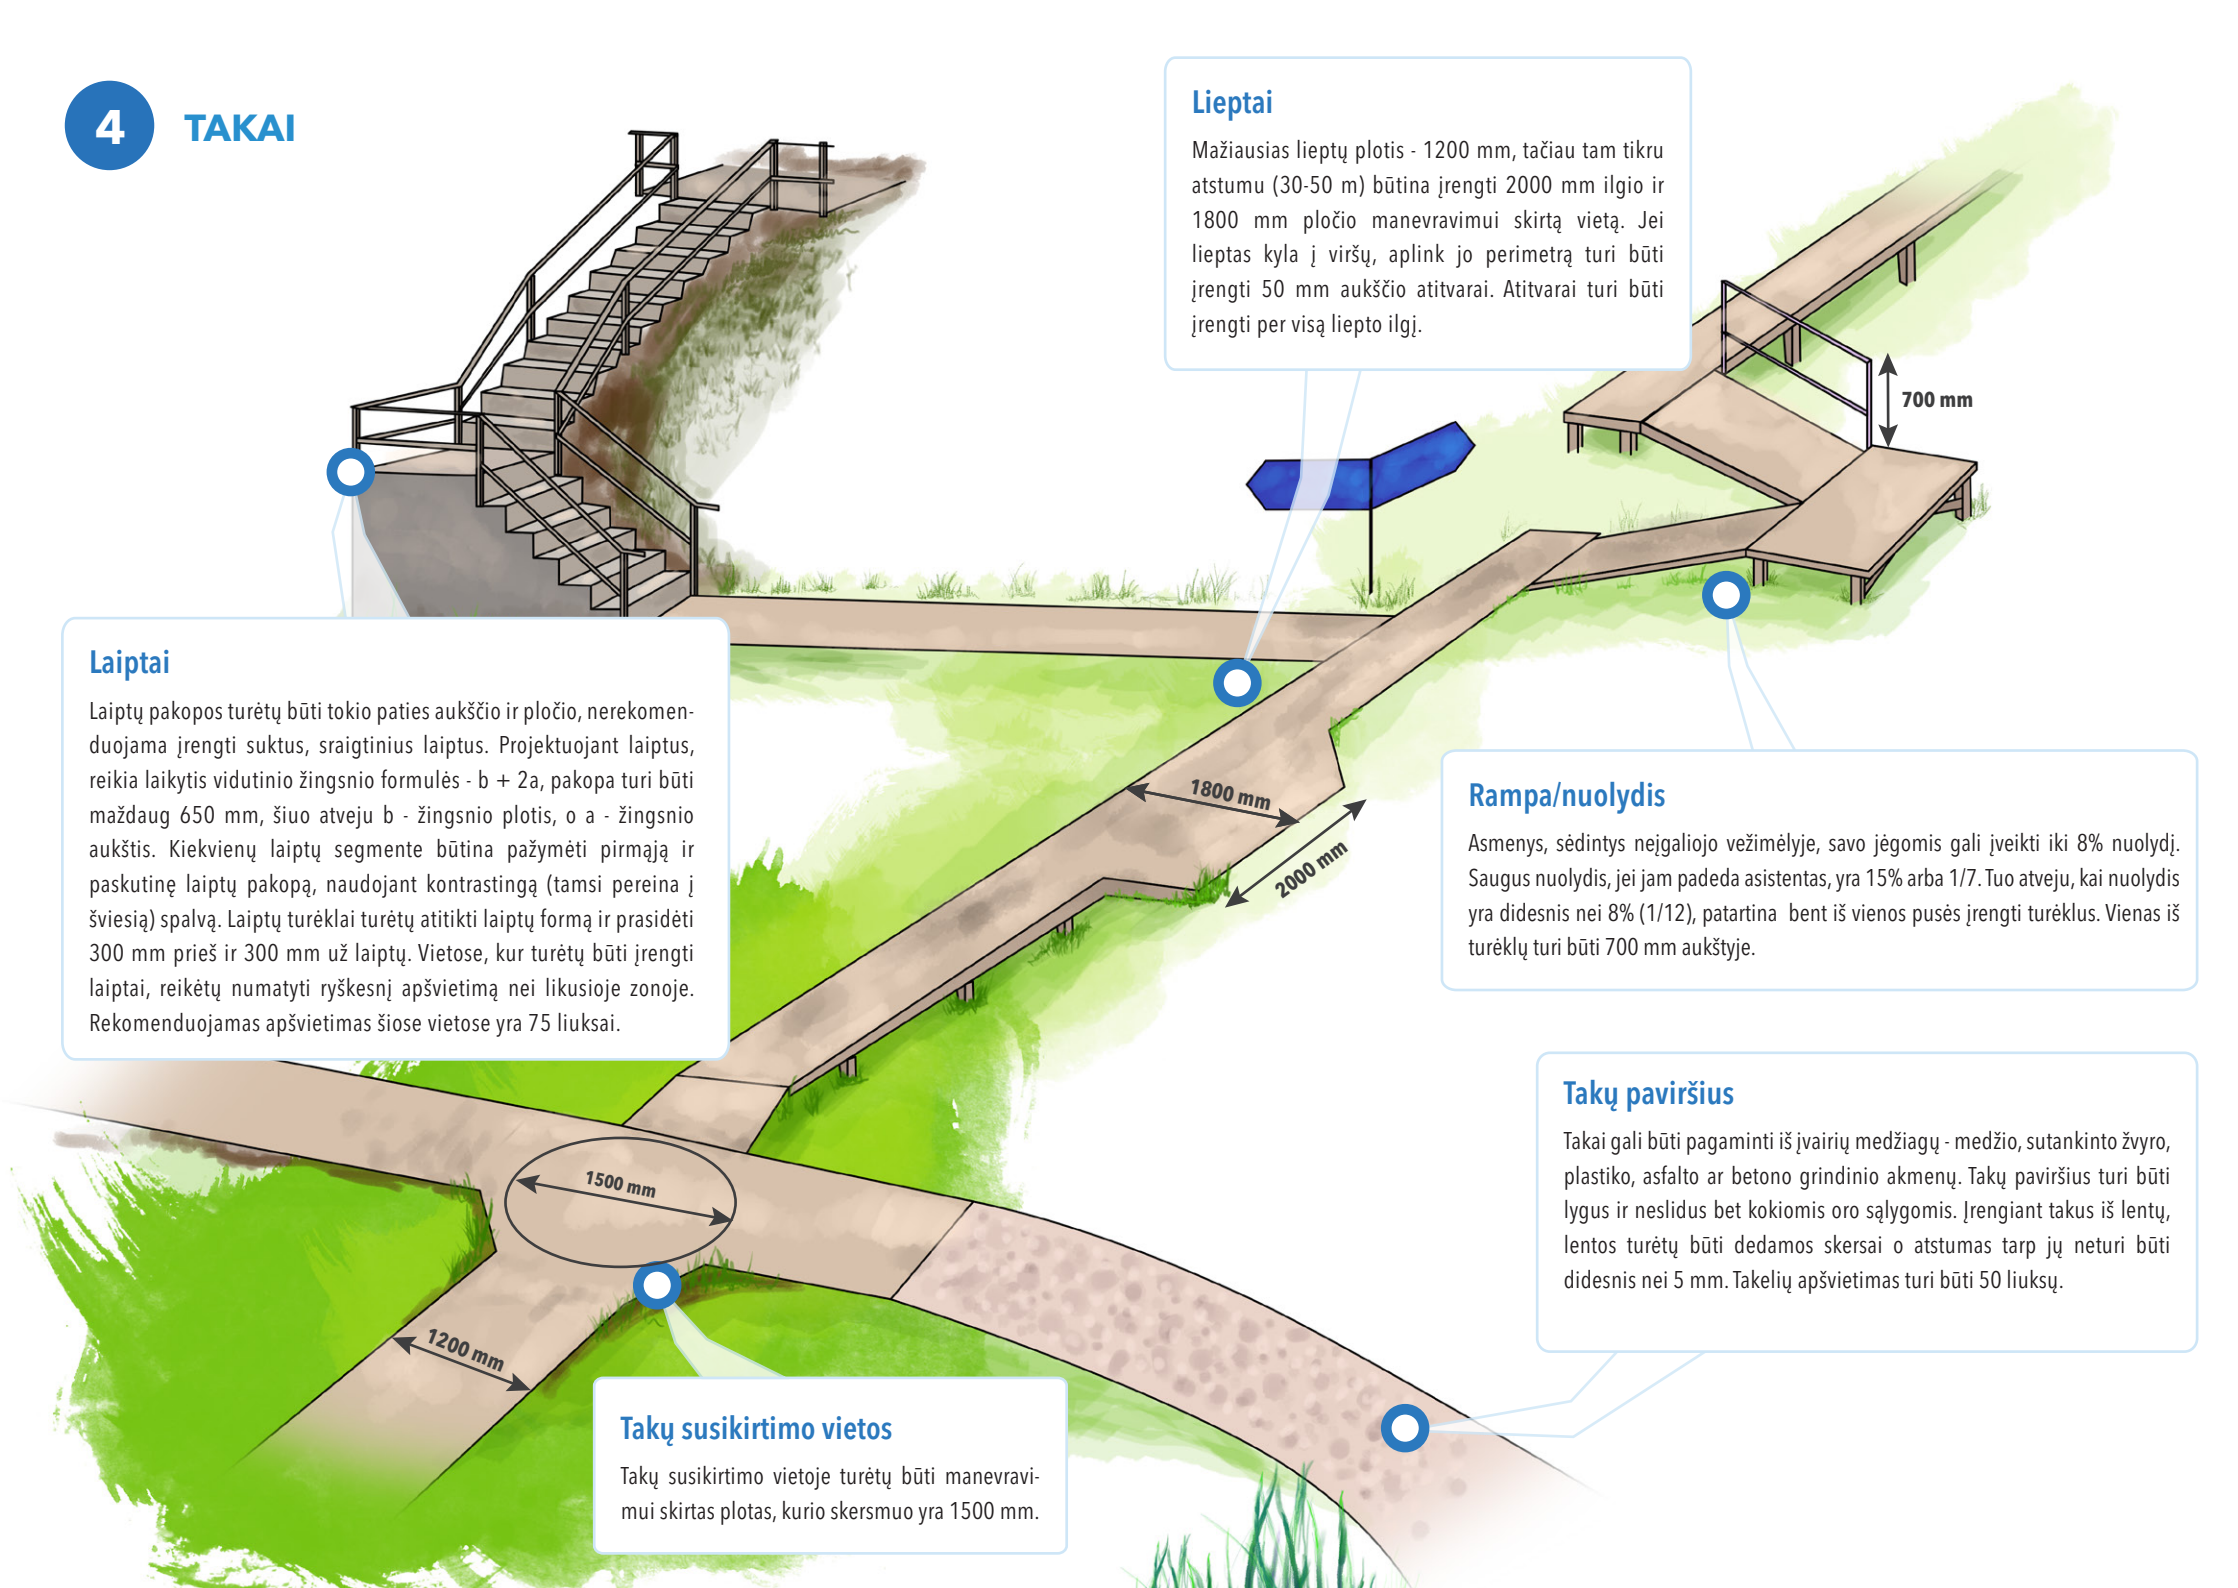 4 TAKAI
Lieptai
Mažiausias lieptų plotis - 1200 mm, tačiau tam tikru
atstumu (30-50 m) būtina įrengti 2000 mm ilgio ir
1800 mm pločio manevravimui skirtą vietą. Jei
lieptas kyla į viršų, aplink jo perimetrą turi būti
įrengti 50 mm aukščio atitvarai. Atitvarai turi būti
įrengti per visą liepto ilgį.
700 mm
Laiptai
Laiptų pakopos turėtų būti tokio paties aukščio ir pločio, nerekomen-
duojama įrengti suktus, sraigtinius laiptus. Projektuojant laiptus,
reikia laikytis vidutinio žingsnio formulės - b + 2a, pakopa turi būti
maždaug 650 mm, šiuo atveju b - žingsnio plotis, o a - žingsnio
aukštis. Kiekvienų laiptų segmente būtina pažymėti pirmąją ir
paskutinę laiptų pakopą, naudojant kontrastingą (tamsi pereina į
šviesią) spalvą. Laiptų turėklai turėtų atitikti laiptų formą ir prasidėti
300 mm prieš ir 300 mm už laiptų. Vietose, kur turėtų būti įrengti
laiptai, reikėtų numatyti ryškesnį apšvietimą nei likusioje zonoje.
Rekomenduojamas apšvietimas šiose vietose yra 75 liuksai.
1800 mm
2000 mm
Rampa/nuolydis
Asmenys, sėdintys neįgaliojo vežimėlyje, savo jėgomis gali įveikti iki 8% nuolydį.
Saugus nuolydis, jei jam padeda asistentas, yra 15% arba 1/7. Tuo atveju, kai nuolydis
yra didesnis nei 8% (1/12), patartina bent iš vienos pusės įrengti turėklus. Vienas iš
turėklų turi būti 700 mm aukštyje.
Takų paviršius
Takai gali būti pagaminti iš įvairių medžiagų - medžio, sutankinto žvyro,
plastiko, asfalto ar betono grindinio akmenų. Takų paviršius turi būti
lygus ir neslidus bet kokiomis oro sąlygomis. Įrengiant takus iš lentų,
lentos turėtų būti dedamos skersai o atstumas tarp jų neturi būti
didesnis nei 5 mm. Takelių apšvietimas turi būti 50 liuksų.
1500 mm
1200 mm
Takų susikirtimo vietos
Takų susikirtimo vietoje turėtų būti manevravi-
mui skirtas plotas, kurio skersmuo yra 1500 mm.